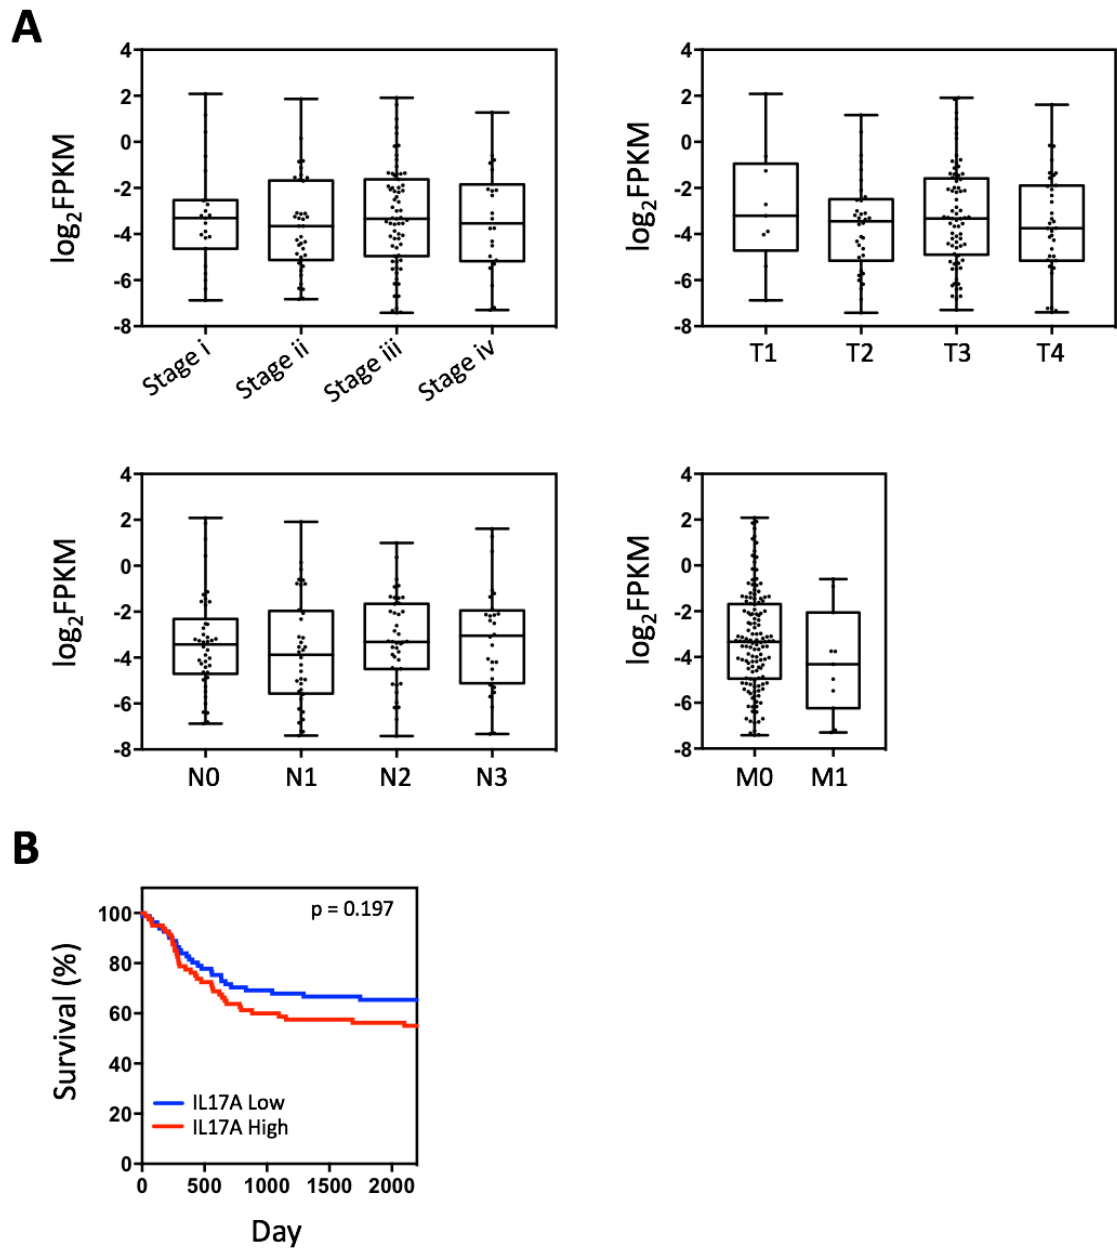 A
4
2
0
-2
-4
-6
-8
log2FPKM
Stage i
Stage ii
Stage iii
Stage iv
4
2
0
-2
-4
-6
-8
log2FPKM
T1
T2
T3
T4
4
2
0
-2
-4
-6
-8
log2FPKM
N0
N1
N2
N3
4
2
0
-2
-4
-6
-8
log2FPKM
M0
M1
B
p = 0.197
100
80
60
40
20
0
Survival (%)
IL17A Low
IL17A High
0 500 1000 1500 2000
Day